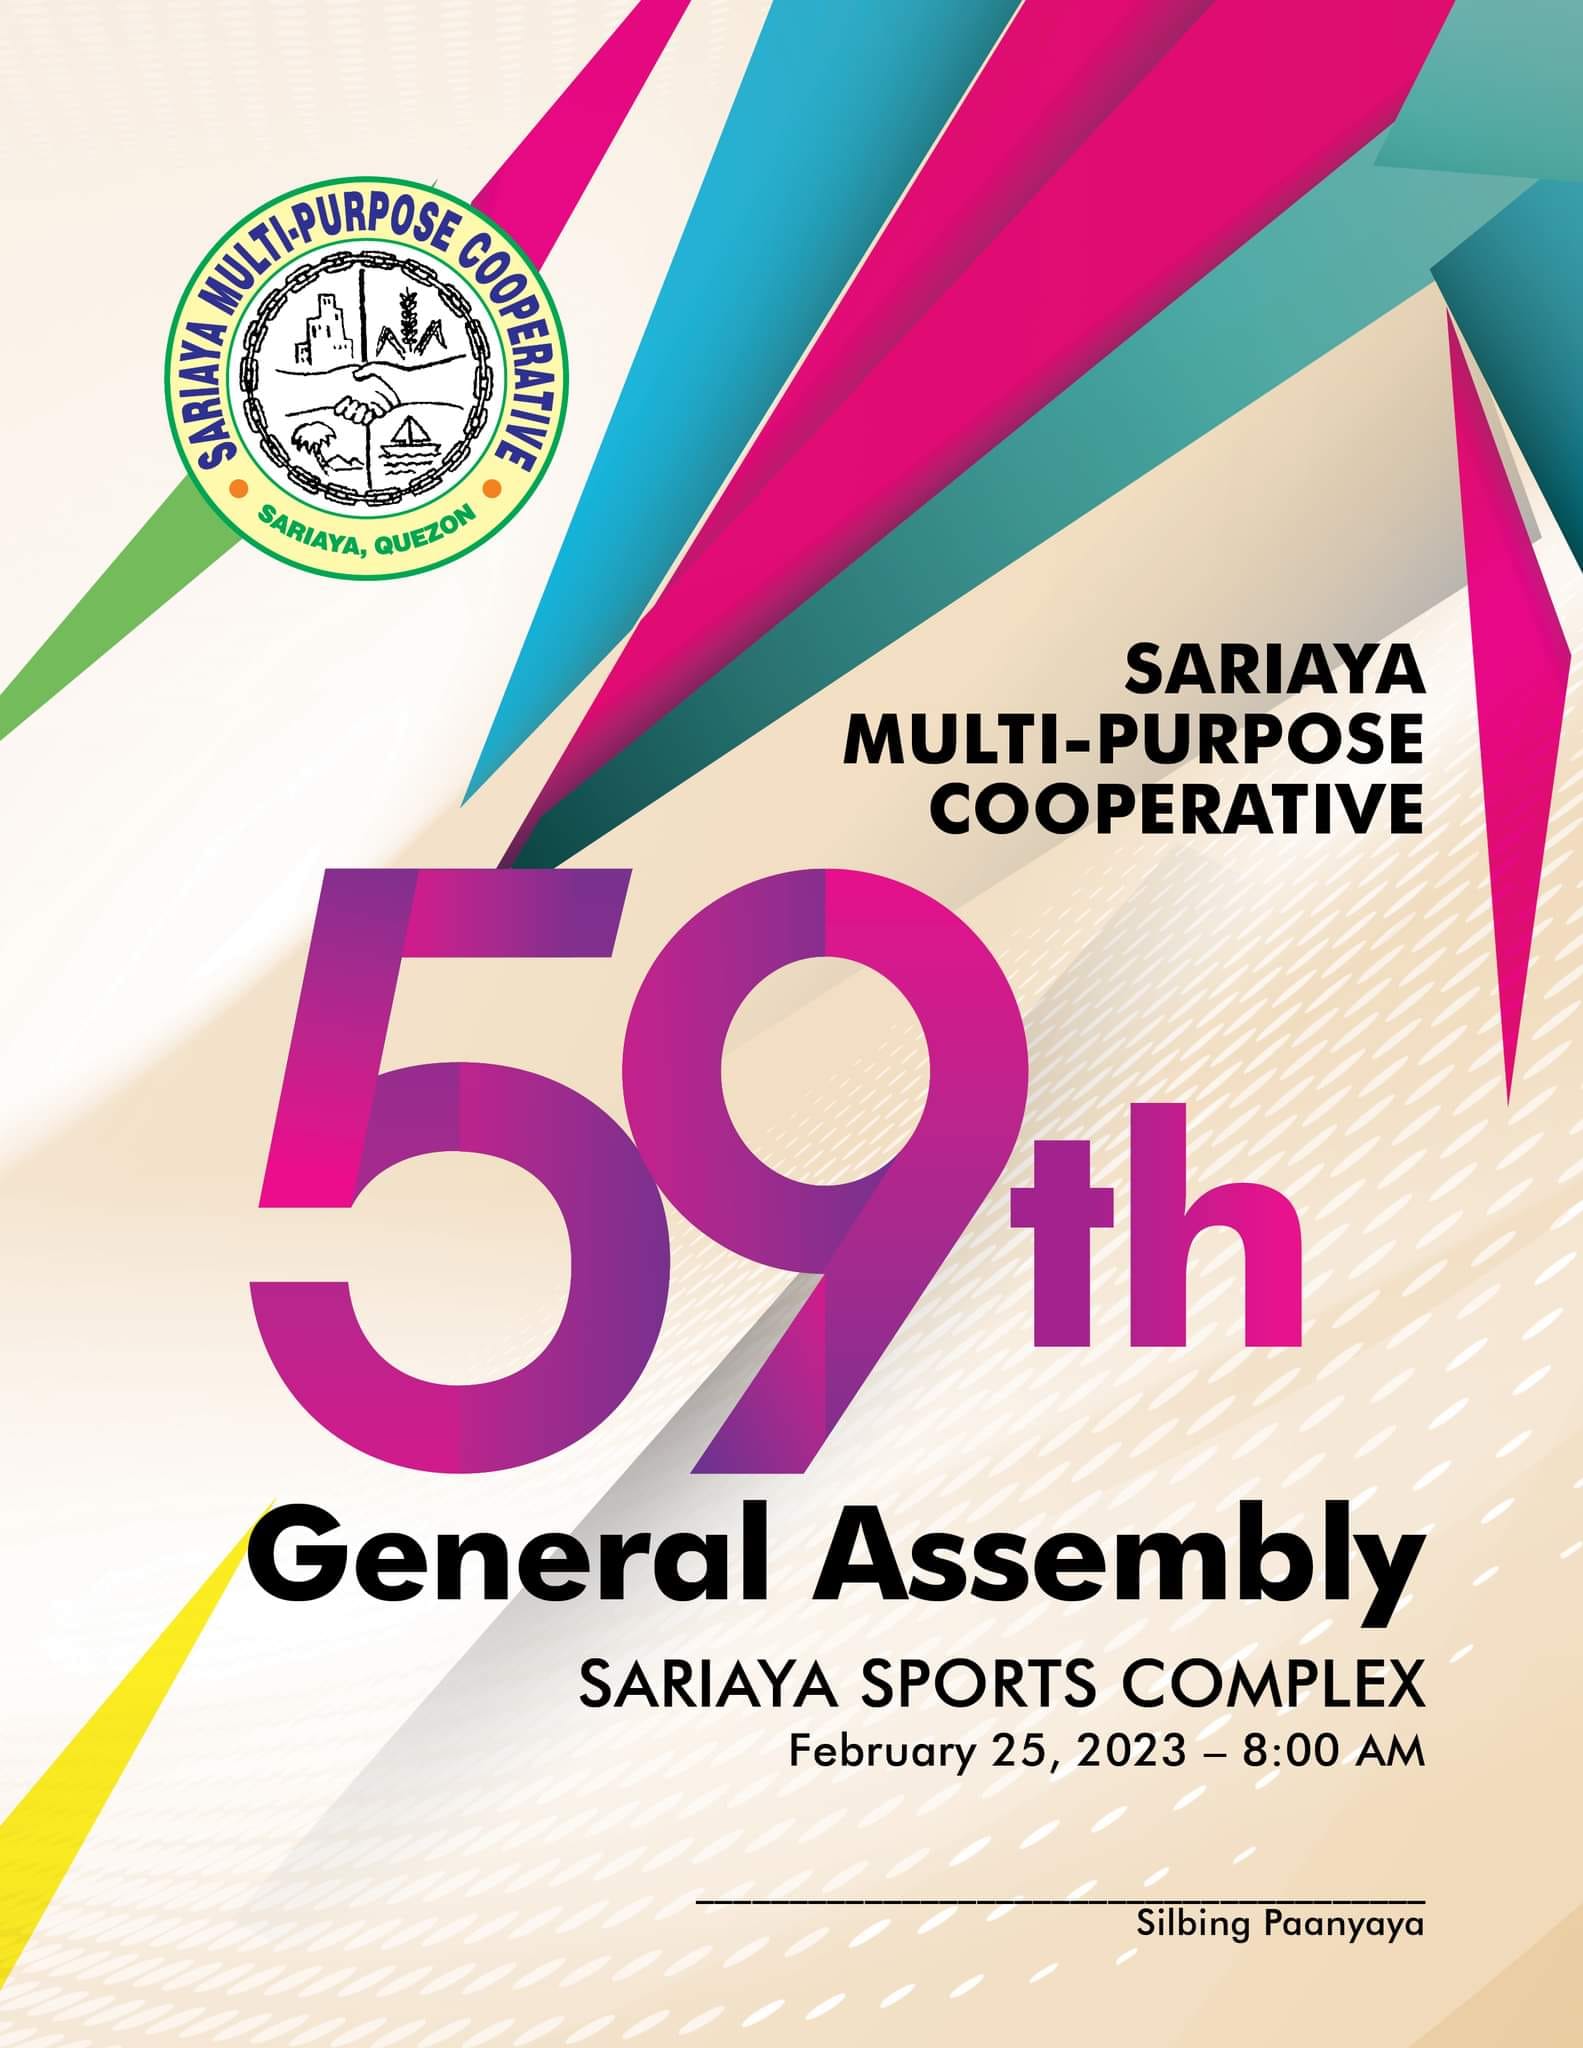 SARIAYA MULTI-PURPOSE COOPERATIVE
SARIAYA, QUEZON
SARIAYA
MULTI-PURPOSE
COOPERATIVE
59th
General Assembly
SARIAYA SPORTS COMPLEX
February 25, 2023 – 8:00 AM
Silbing Paanyaya